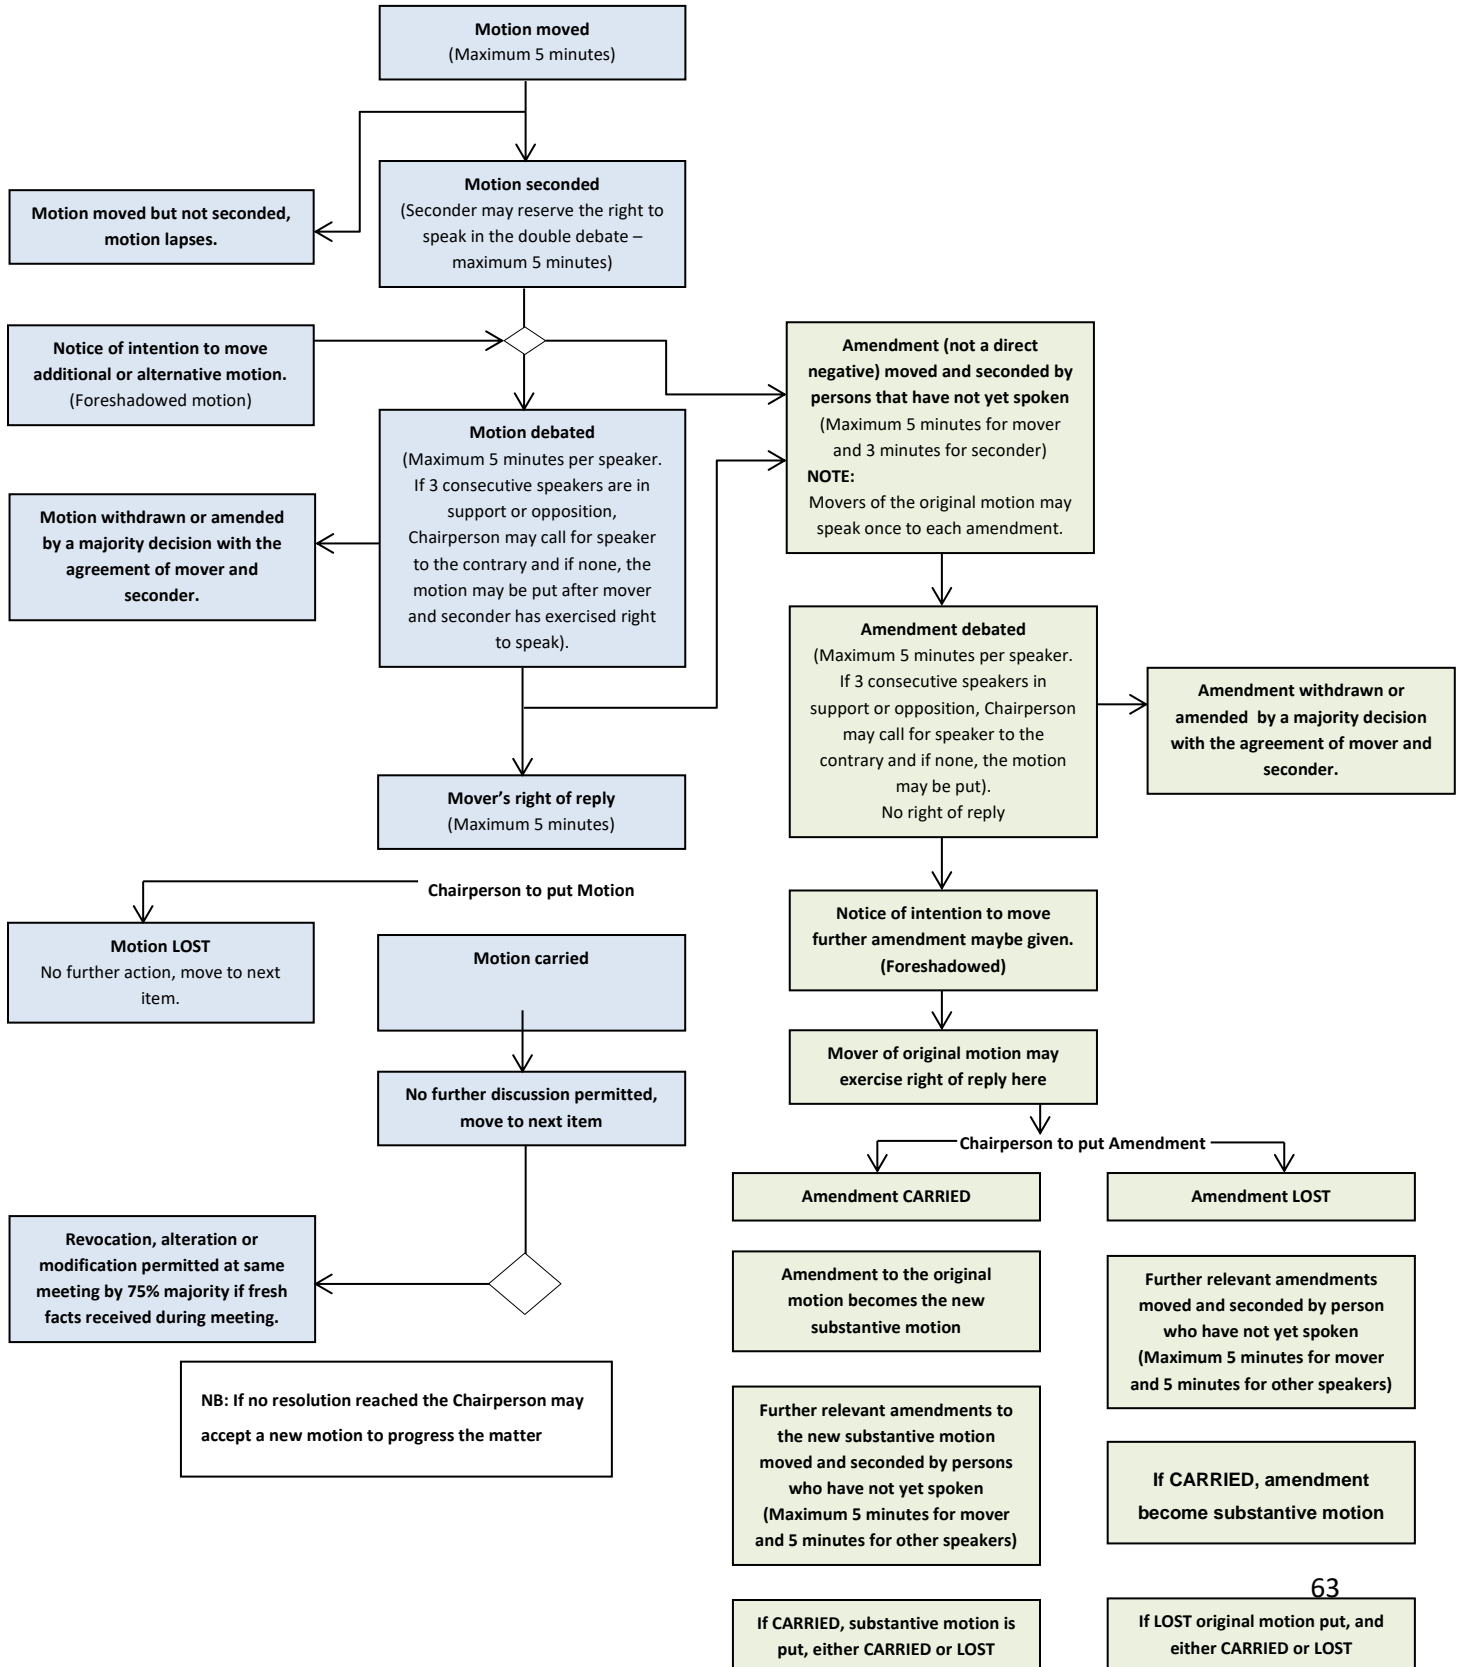 Motion moved
(Maximum 5 minutes)
Motion seconded
(Seconder may reserve the right to
speak in the double debate –
maximum 5 minutes)
Motion moved but not seconded,
motion lapses.
Notice of intention to move
additional or alternative motion.
(Foreshadowed motion)
Motion debated
(Maximum 5 minutes per speaker.
If 3 consecutive speakers are in
support or opposition,
Chairperson may call for speaker
to the contrary and if none, the
motion may be put after mover
and seconder has exercised right
to speak).
Motion withdrawn or amended
by a majority decision with the
agreement of mover and
seconder.
Mover’s right of reply
(Maximum 5 minutes)
Chairperson to put Motion
Motion LOST
No further action, move to next
item.
Motion carried
No further discussion permitted,
move to next item
Revocation, alteration or
modification permitted at same
meeting by 75% majority if fresh
facts received during meeting.
NB: If no resolution reached the Chairperson may
accept a new motion to progress the matter
Amendment (not a direct
negative) moved and seconded by
persons that have not yet spoken
(Maximum 5 minutes for mover
and 3 minutes for seconder)
NOTE:
Movers of the original motion may
speak once to each amendment.
Amendment debated
(Maximum 5 minutes per speaker.
If 3 consecutive speakers in
support or opposition, Chairperson
may call for speaker to the
contrary and if none, the motion
may be put).
No right of reply
Amendment withdrawn or
amended by a majority decision
with the agreement of mover and
seconder.
Notice of intention to move
further amendment maybe given.
(Foreshadowed)
Mover of original motion may
exercise right of reply here
Chairperson to put Amendment
Amendment CARRIED
Amendment to the original
motion becomes the new
substantive motion
Further relevant amendments to
the new substantive motion
moved and seconded by persons
who have not yet spoken
(Maximum 5 minutes for mover
and 5 minutes for other speakers)
If CARRIED, substantive motion is
put, either CARRIED or LOST
Amendment LOST
Further relevant amendments
moved and seconded by person
who have not yet spoken
(Maximum 5 minutes for mover
and 5 minutes for other speakers)
If CARRIED, amendment
become substantive motion
63
If LOST original motion put, and
either CARRIED or LOST